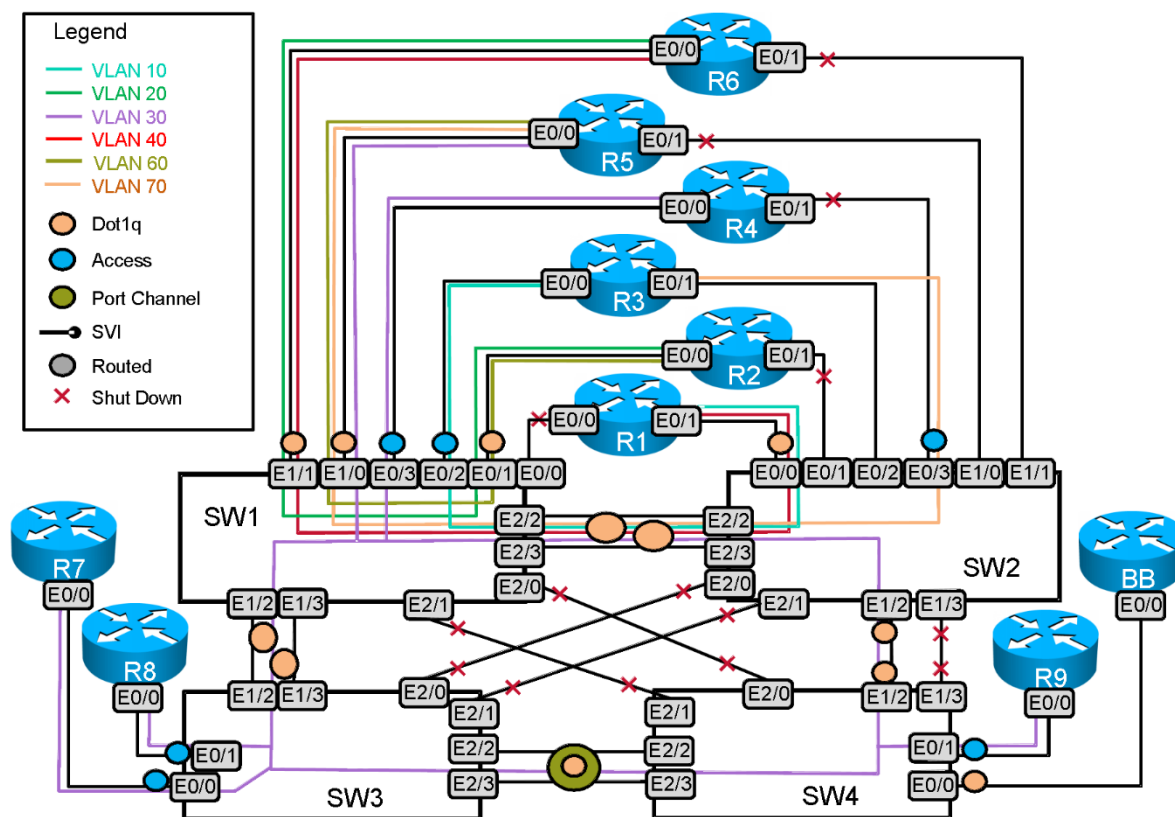 Legend
VLAN 10
VLAN 20
VLAN 30
VLAN 40
VLAN 60
VLAN 70
Dot1q
Access
Port Channel
SVI
Routed
Shut Down
E0/0
R6
E0/1
E0/0
R5
E0/1
E0/0
R4
E0/1
E0/0
R3
E0/1
E0/0
R2
E0/1
E0/0
R1
E0/1
E1/1
E1/0
E0/3
E0/2
E0/1
E0/0
E0/0
E0/1
E0/2
E0/3
E1/0
E1/1
SW1
E2/2
E2/3
E2/0
E2/1
E1/2
E1/3
SW2
E2/2
E2/3
E2/0
E2/1
E1/2
E1/3
R7
E0/0
R8
E0/0
BB
E0/0
R9
E0/0
E1/2
E1/3
E2/0
E2/1
E2/2
E2/3
E0/1
E0/0
SW3
E2/0
E1/2
E1/3
E2/1
E2/2
E2/3
E0/1
E0/0
SW4